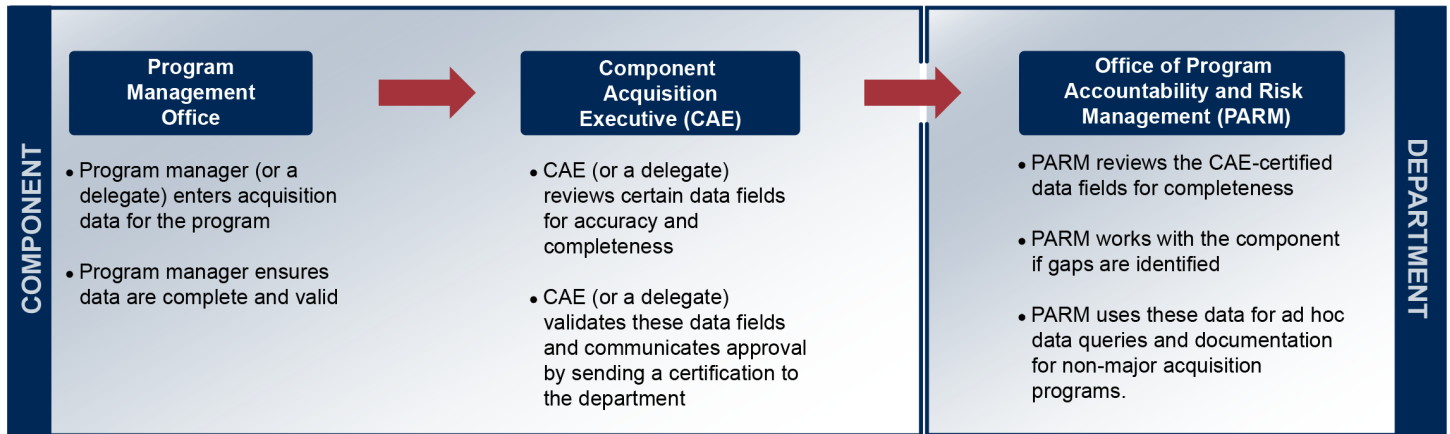 COMPONENT
Program
Management
Office
• Program manager (or a
delegate) enters acquisition
data for the program
• Program manager ensures
data are complete and valid
Component
Acquisition
Executive (CAE)
• CAE (or a delegate)
reviews certain data fields
for accuracy and
completeness
• CAE (or a delegate)
validates these data fields
and communicates approval
by sending a certification to
the department
Office of Program
Accountability and Risk
Management (PARM)
• PARM reviews the CAE-certified
data fields for completeness
• PARM works with the component
if gaps are identified
• PARM uses these data for ad hoc
data queries and documentation
for non-major acquisition
programs.
DEPARTMENT